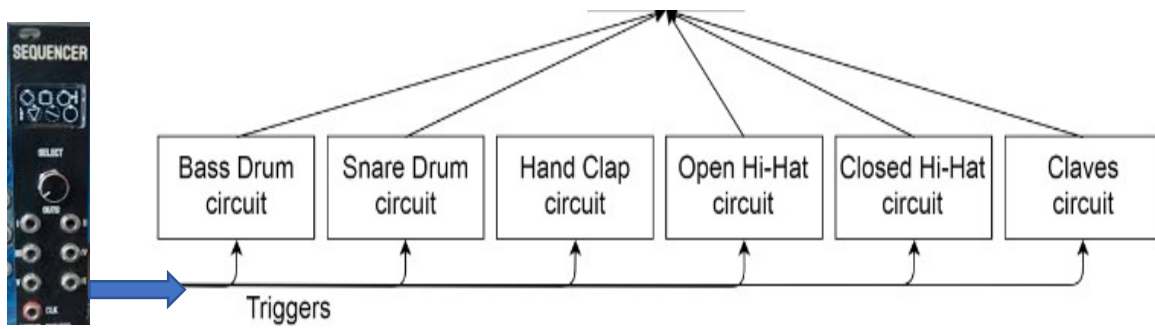 SEQUENCER
SELECT
OUTS
CLK
Bass Drum
circuit
Snare Drum
circuit
Hand Clap
circuit
Open Hi-Hat
circuit
Closed Hi-Hat
circuit
Claves
circuit
Triggers